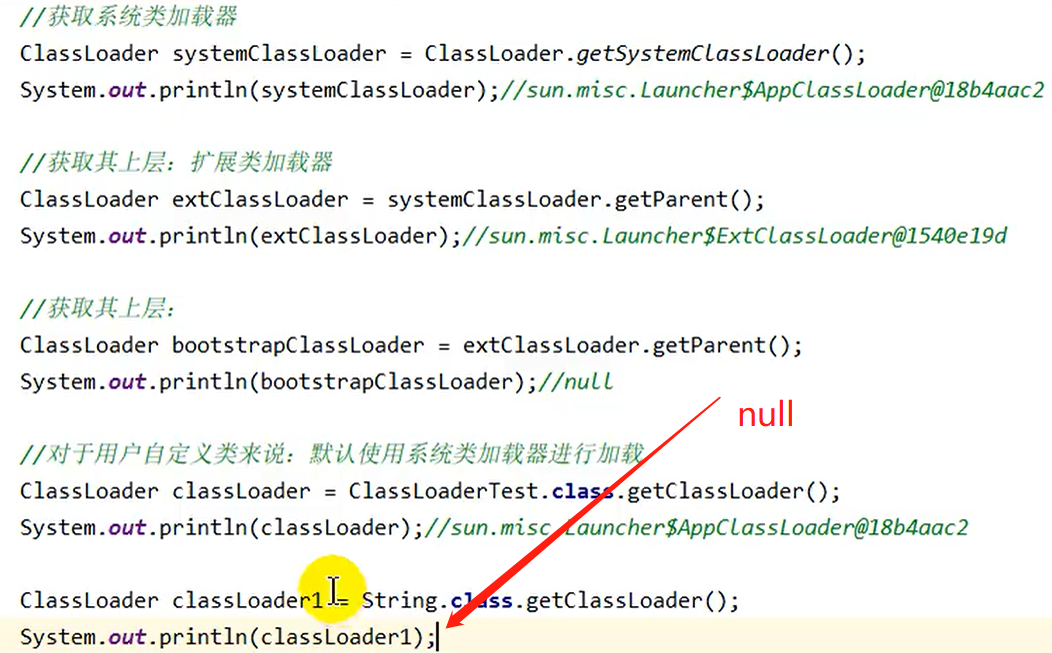 //获取系统类加载器
ClassLoader systemClassLoader = ClassLoader.getSystemClassLoader();
System.out.println(systemClassLoader);//sun.misc.Launcher$AppClassLoader@18b4aac2
//获取其上层：扩展类加载器
ClassLoader extClassLoader = systemClassLoader.getParent();
System.out.println(extClassLoader);//sun.misc.Launcher$ExtClassLoader@1540e19d
//获取其上层：
ClassLoader bootstrapClassLoader = extClassLoader.getParent();
System.out.println(bootstrapClassLoader);//null
null
//对于用户自定义类来说：默认使用系统类加载器进行加载
ClassLoader classLoader = ClassLoaderTest.class.getClassLoader();
System.out.println(classLoader);//sun.misc.Launcher$AppClassLoader@18b4aac2
ClassLoader classLoader1 = String.class.getClassLoader();
System.out.println(classLoader1);